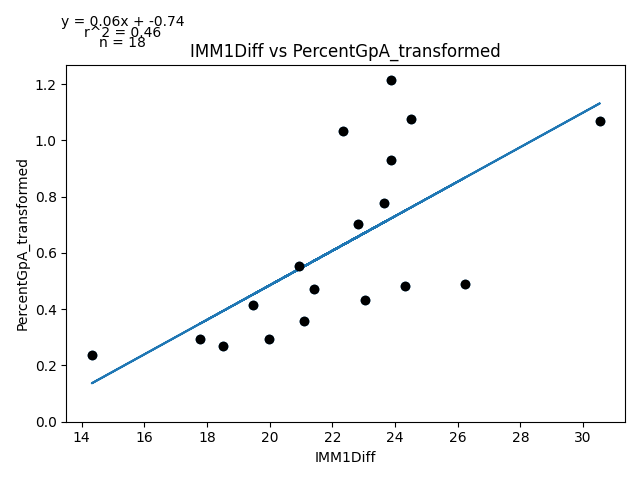 y = 0.06x + -0.74
r^2 = 0.46
n = 18
IMM1Diff vs PercentGpA_transformed
PercentGpA_transformed
1.2
1.0
0.8
0.6
0.4
0.2
0.0
14 16 18 20 22 24 26 28 30
IMM1Diff